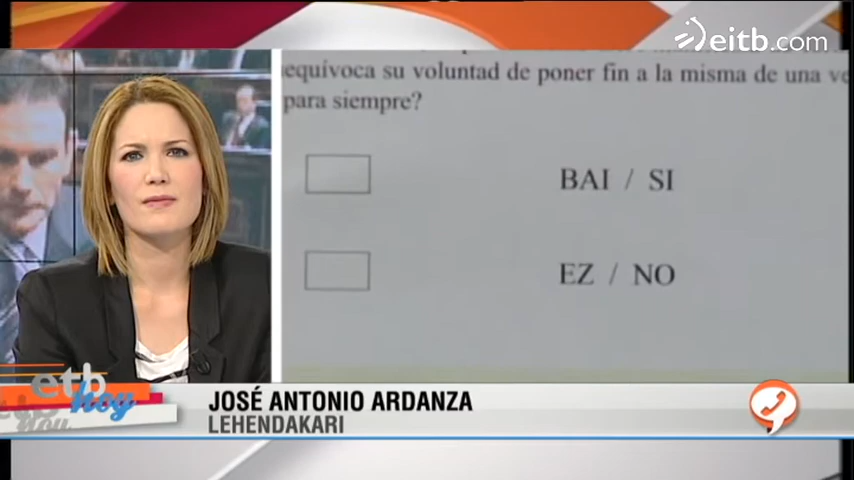 eitb.com
equívoca su voluntad de poner fin a la misma de una ve
para siempre?
BAI / SI
EZ / NO
etb
hoy
JOSÉ ANTONIO ARDANZA
LEHENDAKARI